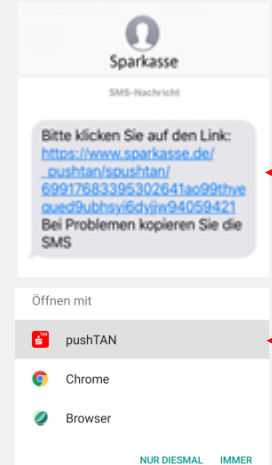 Sparkasse
SMS-Nachricht
Bitte klicken Sie auf den Link:
https://www.sparkasse.de/
_pushtan/spushtan/
69917683395302641ao99thye
qued9ubhsyi6dyjjw94059421
Bei Problemen kopieren Sie die
SMS
Öffnen mit
pushTAN
Chrome
Browser
NUR DIESMAL IMMER